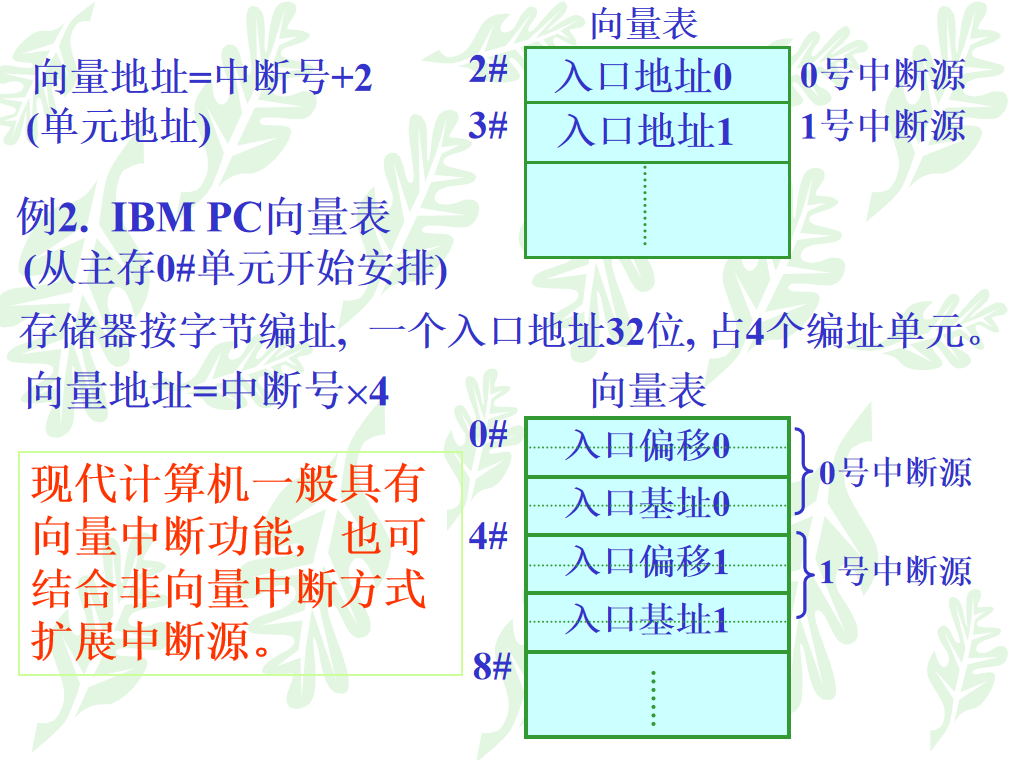 向量表
向量地址=中断号+2
(单元地址)
2# 入口地址0 0号中断源
3# 入口地址1 1号中断源
例2. IBM PC向量表
(从主存0#单元开始安排)
存储器按字节编址, 一个入口地址32位, 占4个编址单元。
向量地址=中断号×4
向量表
0# 入口偏移0
入口基址0
0号中断源
4# 入口偏移1
入口基址1
1号中断源
8#
现代计算机一般具有
向量中断功能, 也可
结合非向量中断方式
扩展中断源。